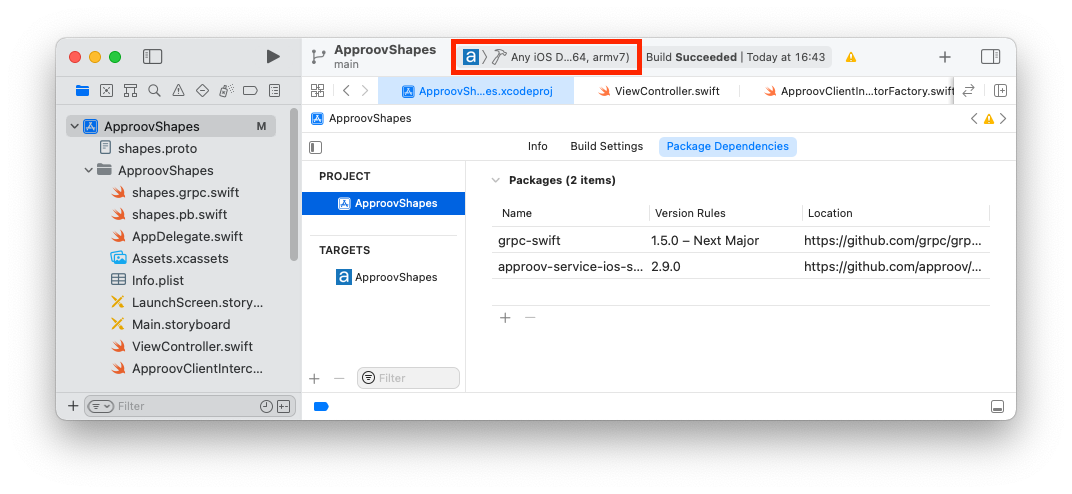 ApproovShapes
main
Any iOS D...64, armv7)
Build Succeeded | Today at 16:43
ApproovSh...es.xcodeproj
ViewController.swift
ApproovClientIn...torFactory.swift
ApproovShapes M
shapes.proto
ApproovShapes
shapes.grpc.swift
shapes.pb.swift
AppDelegate.swift
Assets.xcassets
Info.plist
LaunchScreen.story...
Main.storyboard
ViewController.swift
ApproovClientInterc...
Filter
ApproovShapes
Info Build Settings Package Dependencies
PROJECT
ApproovShapes
TARGETS
a ApproovShapes
Filter
Packages (2 items)
Name Version Rules Location
grpc-swift 1.5.0 – Next Major https://github.com/grpc/grp...
approov-service-ios-s... 2.9.0 https://github.com/approov/...